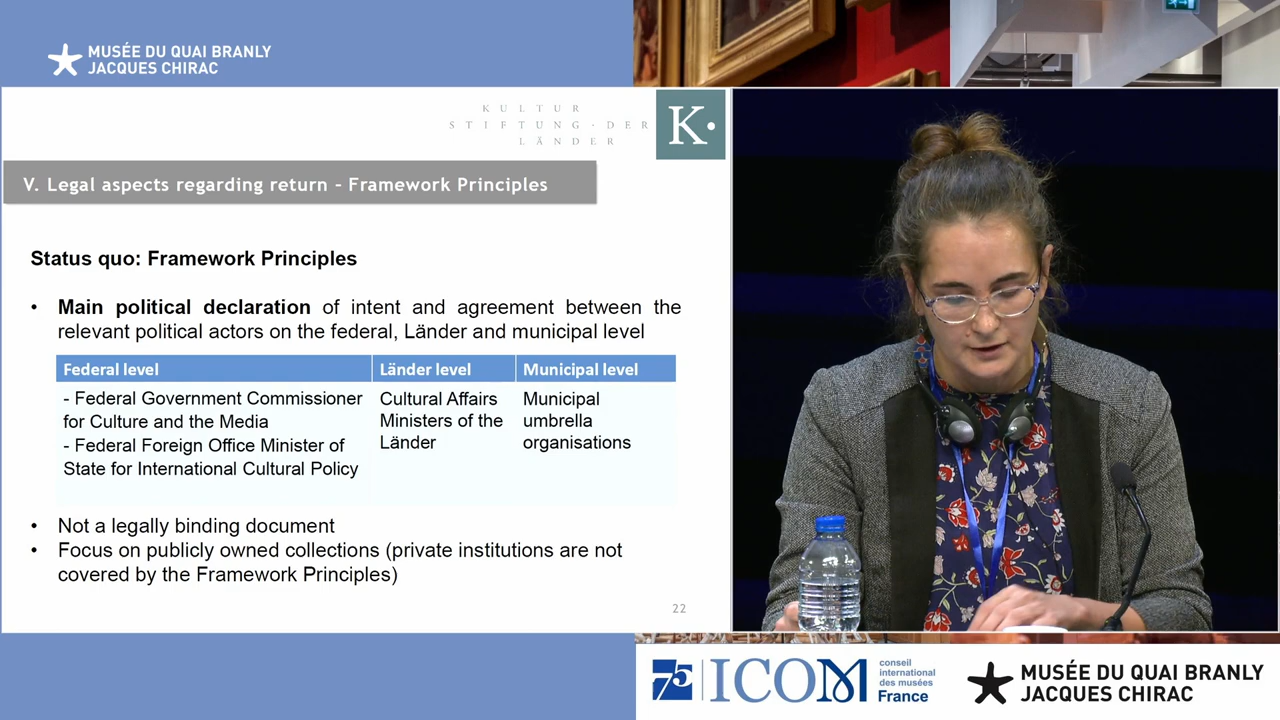 MUSÉE DU QUAI BRANLY
JACQUES CHIRAC
KULTUR
STIFTUNG·DER
LÄNDER
K·
V. Legal aspects regarding return – Framework Principles
Status quo: Framework Principles
• Main political declaration of intent and agreement between the
relevant political actors on the federal, Länder and municipal level
Federal level Länder level Municipal level
- Federal Government Commissioner
for Culture and the Media
- Federal Foreign Office Minister of
State for International Cultural Policy
Cultural Affairs
Ministers of the
Länder
Municipal
umbrella
organisations
• Not a legally binding document
• Focus on publicly owned collections (private institutions are not
covered by the Framework Principles)
22
75 ICOM
conseil
international
des musées
France
MUSÉE DU QUAI BRANLY
JACQUES CHIRAC